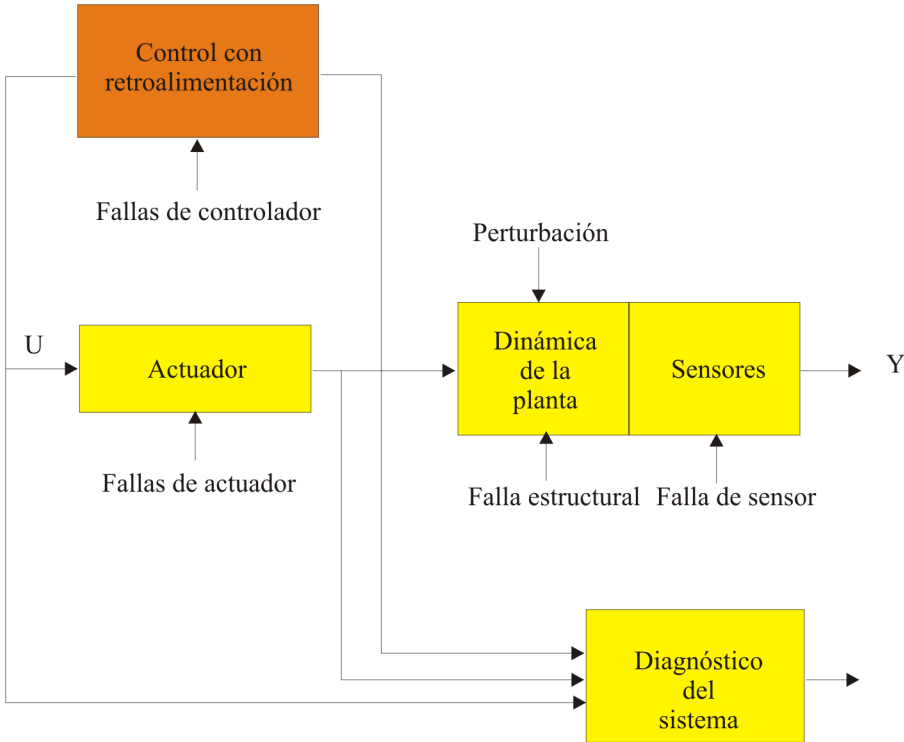 Control con
retroalimentación
Fallas de controlador
Perturbación
U
Actuador
Dinámica
de la
planta
Sensores
Y
Fallas de actuador
Falla estructural
Falla de sensor
Diagnóstico
del
sistema